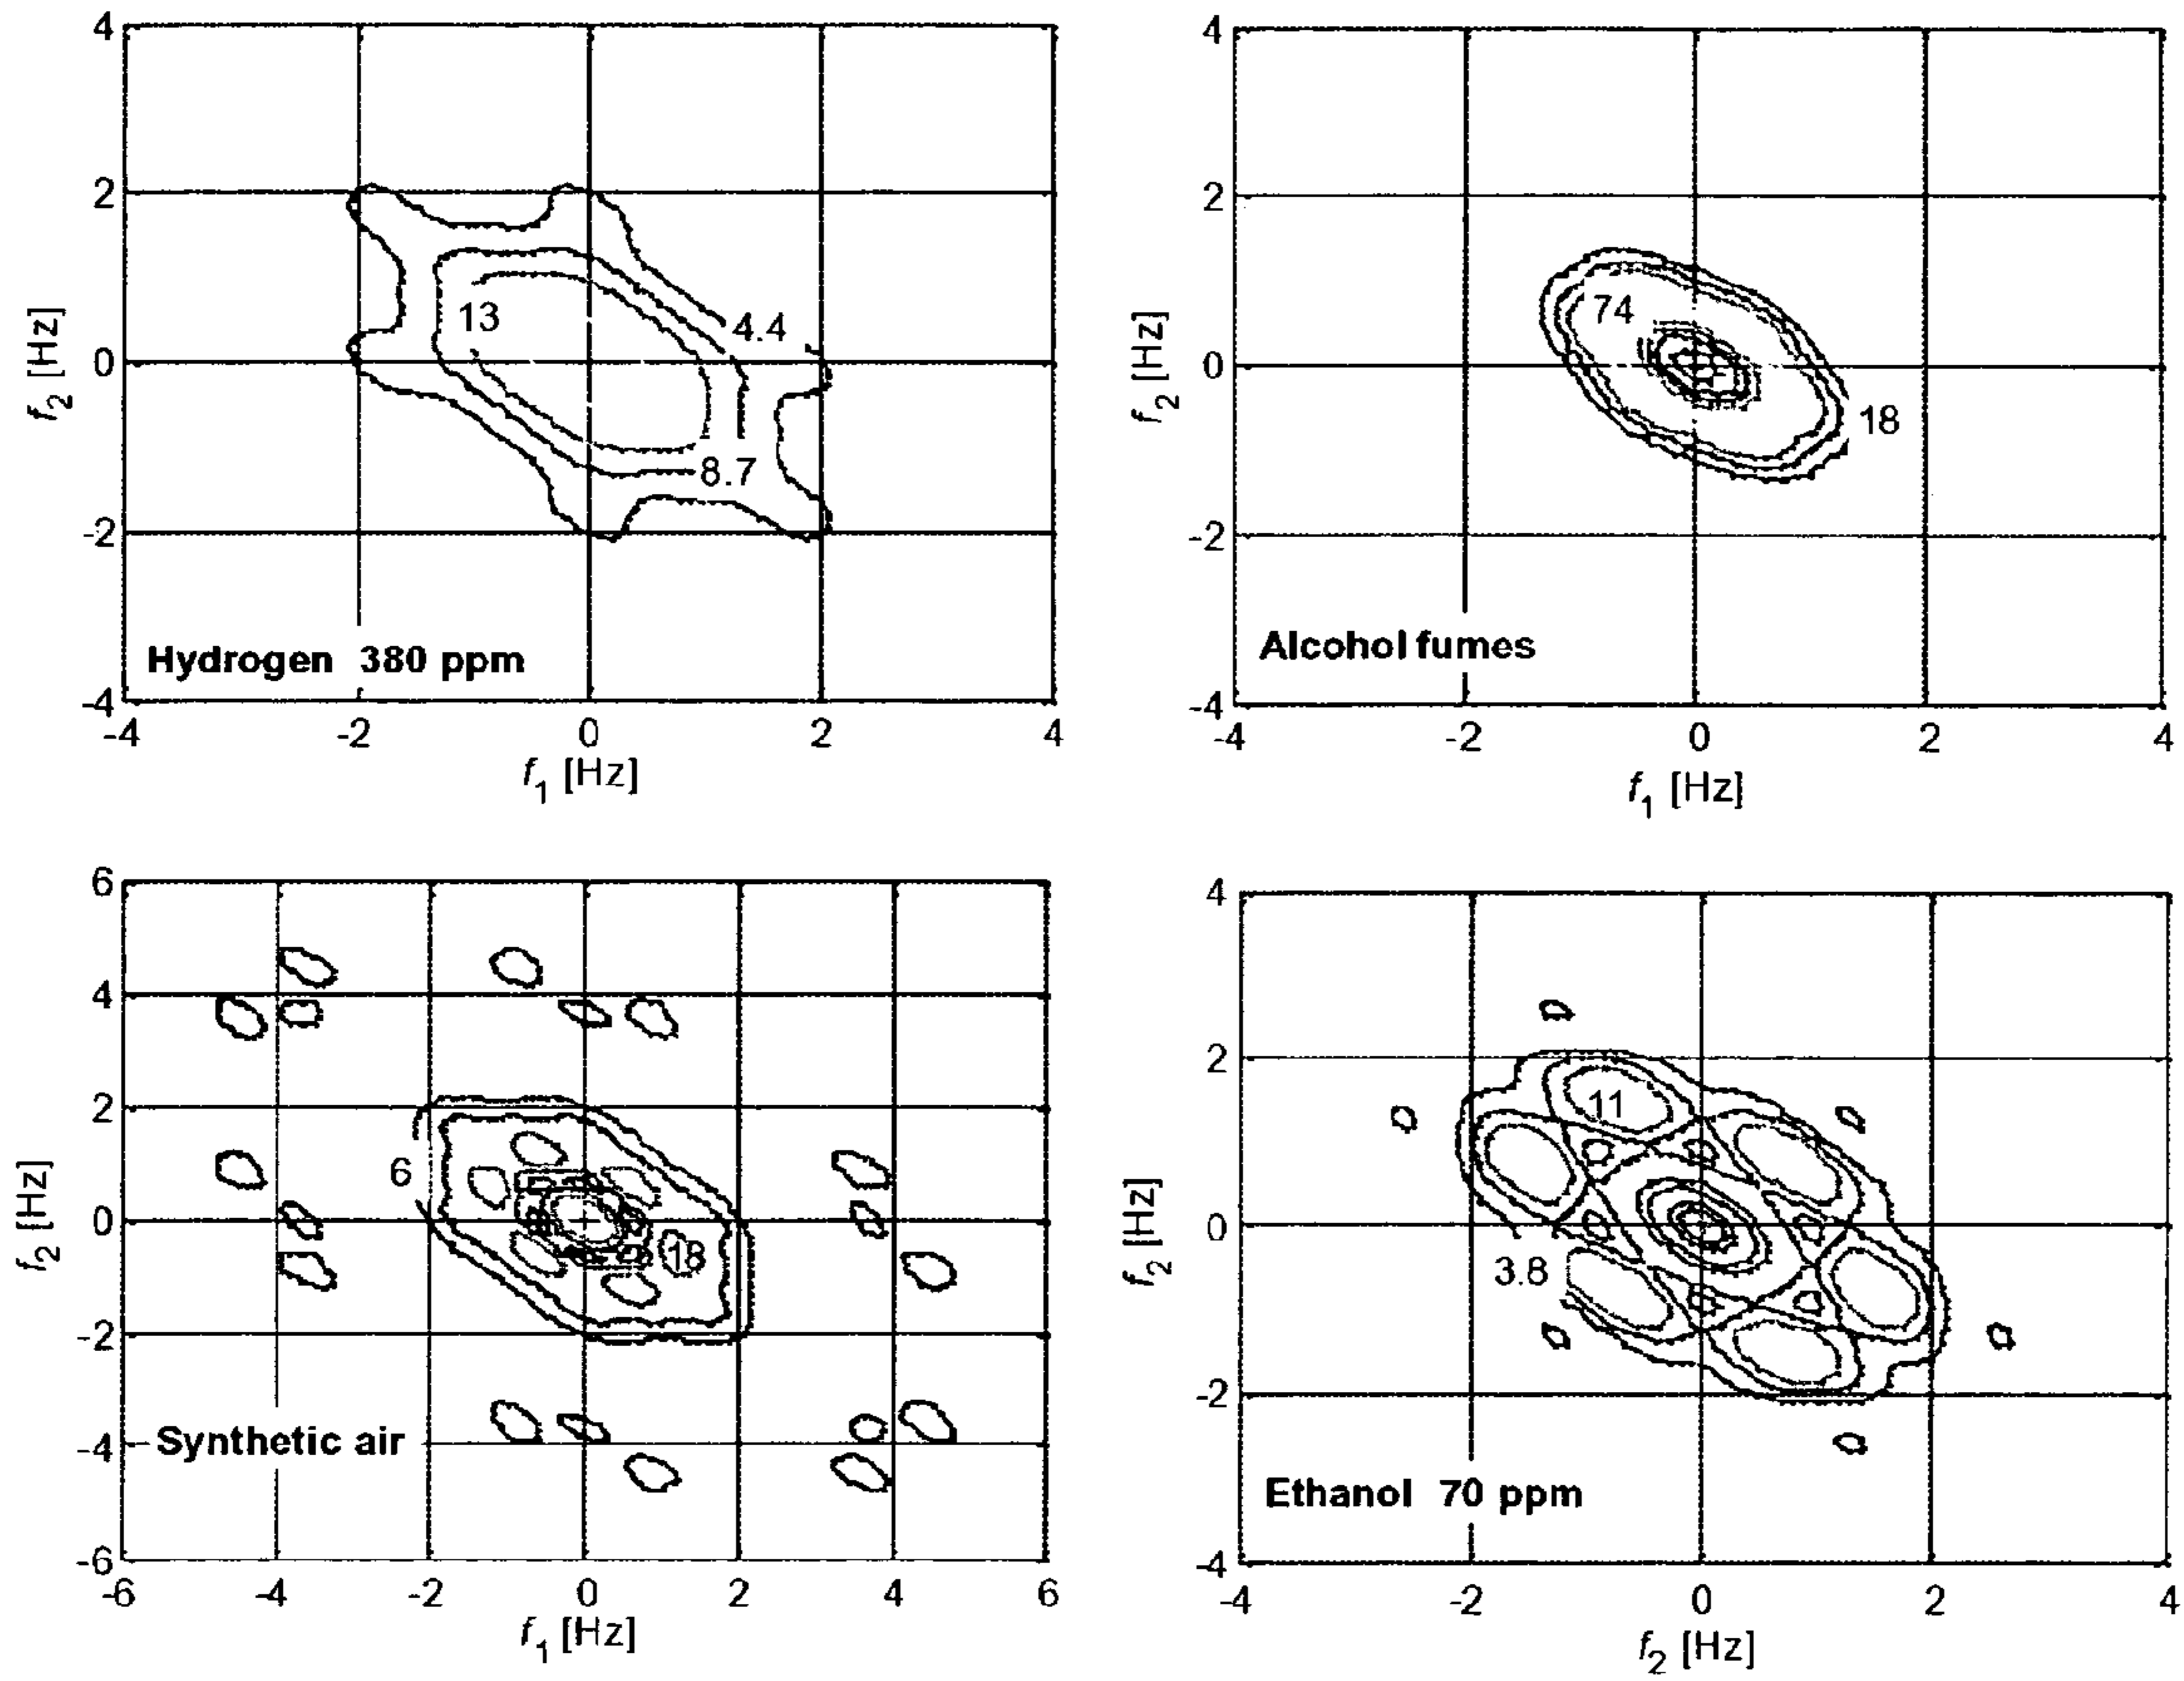 4
2
0
-2
-4
f2 [Hz]
13
4.4
8.7
Hydrogen 380 ppm
-4 -2 0 2 4
f1 [Hz]
4
2
0
-2
-4
f2 [Hz]
74
18
Alcohol fumes
-4 -2 0 2 4
f1 [Hz]
6
4
2
0
-2
-4
-6
f2 [Hz]
6
18
Synthetic air
-6 -4 -2 0 2 4 6
f1 [Hz]
4
2
0
-2
-4
f2 [Hz]
11
3.8
Ethanol 70 ppm
-4 -2 0 2 4
f2 [Hz]